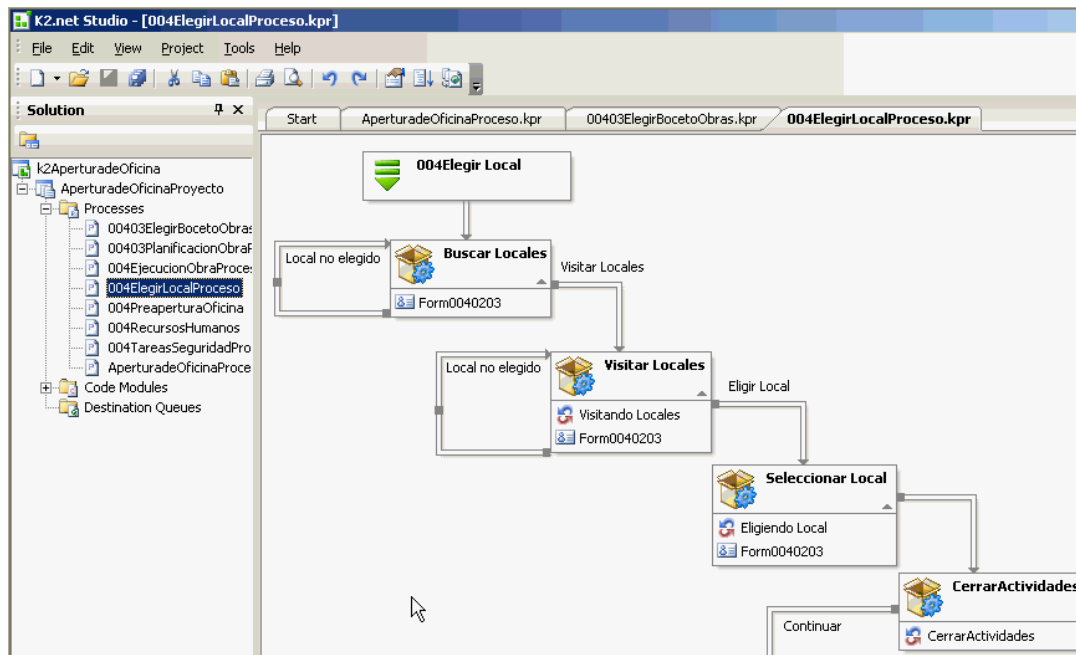 K2.net Studio - [004ElegirLocalProceso.kpr]
File Edit View Project Tools Help
Solution
Start AperturadeOficinaProceso.kpr 00403ElegirBocetoObras.kpr 004ElegirLocalProceso.kpr
k2AperturadeOficina
AperturadeOficinaProyecto
Processes
00403ElegirBocetoObras
00403PlanificacionObraF
004EjecucionObraProce
004ElegirLocalProceso
004PreaperturaOficina
004RecursosHumanos
004TareasSeguridadPro
AperturadeOficinaProce
Code Modules
Destination Queues
004Elegir Local
Local no elegido
Buscar Locales
Form0040203
Visitar Locales
Local no elegido
Visitar Locales
Visitando Locales
Form0040203
Eligir Local
Seleccionar Local
Eligiendo Local
Form0040203
CerrarActividades
CerrarActividades
Continuar